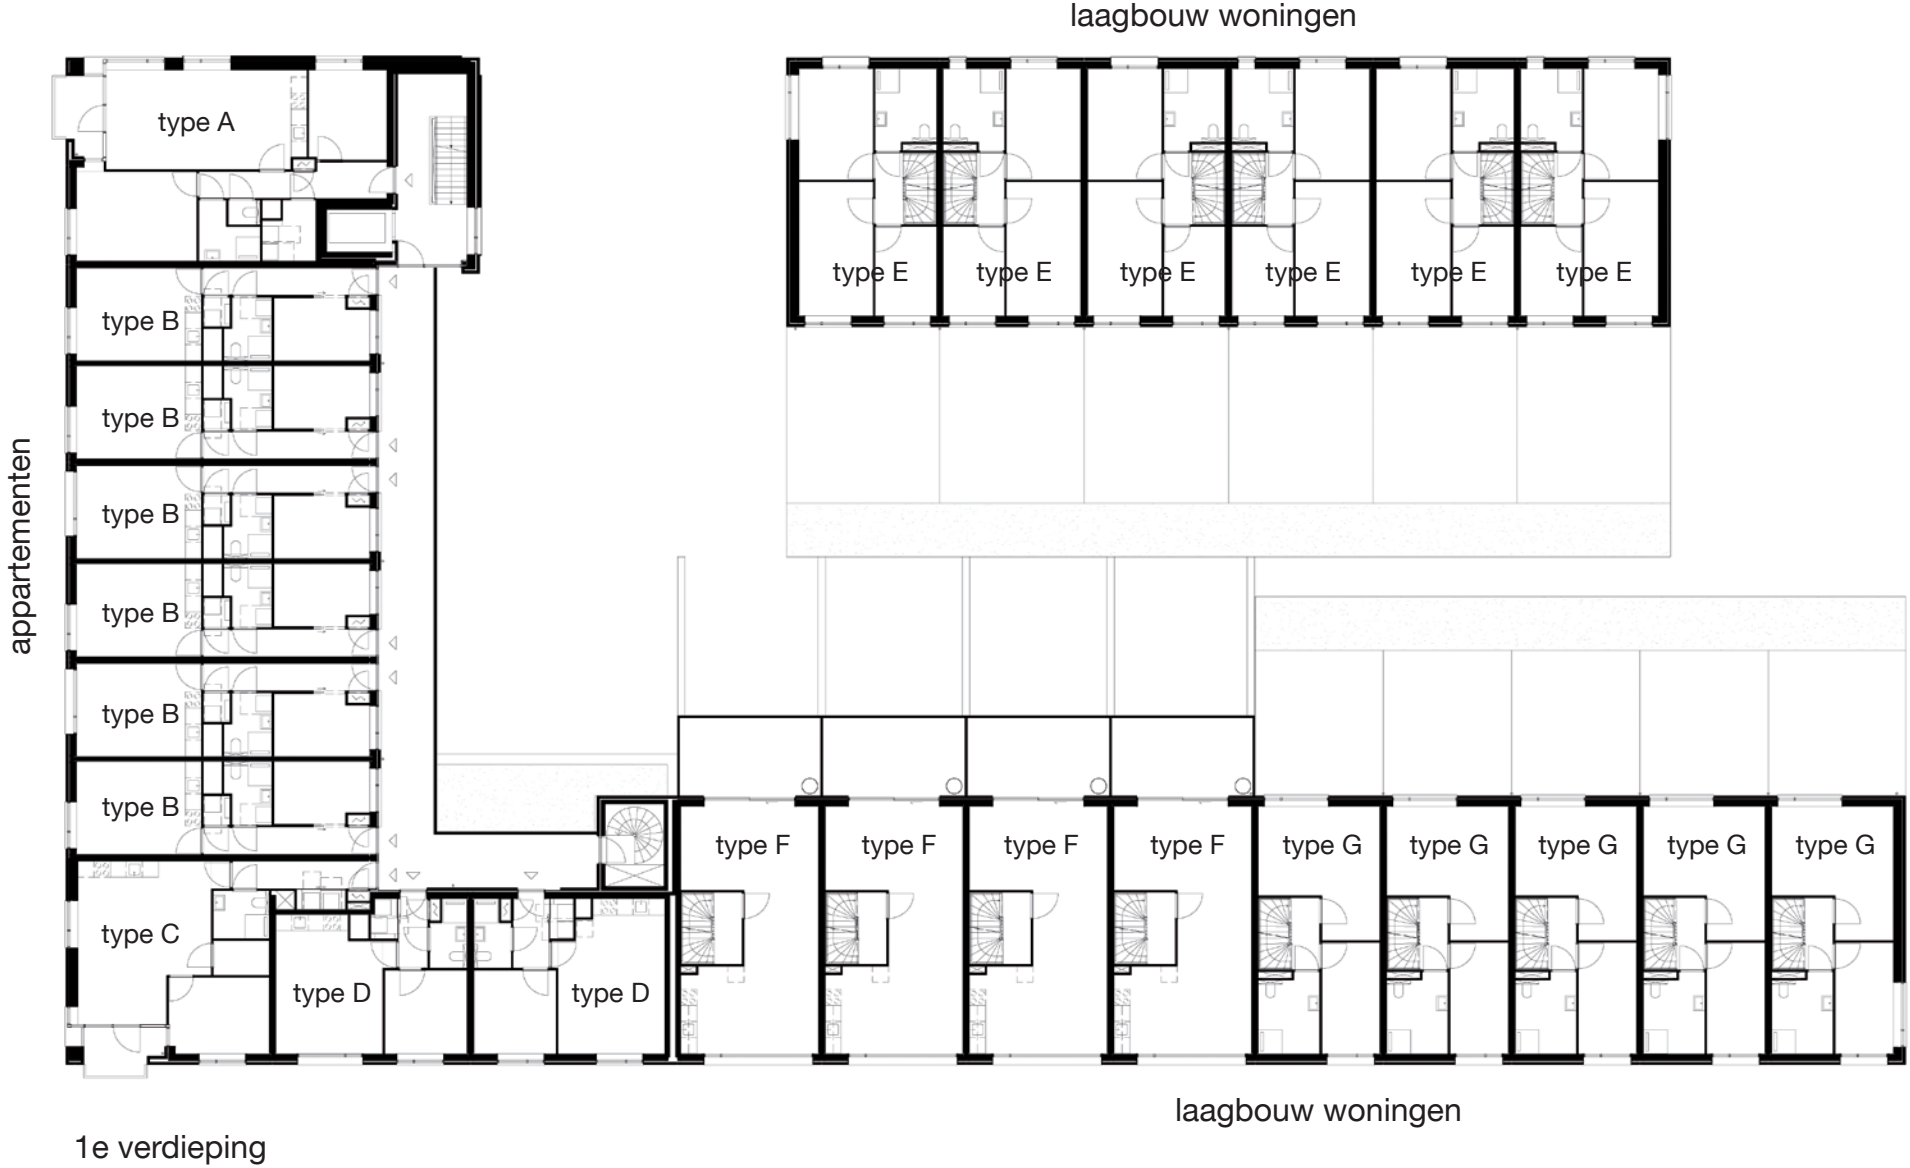 laagbouw woningen
type A
type E type E type E type E type E type E
type B
type B
type B
type B
type B
type B
appartementen
type F type F type F type F type G type G type G type G type G
type C
type D type D
laagbouw woningen
1e verdieping